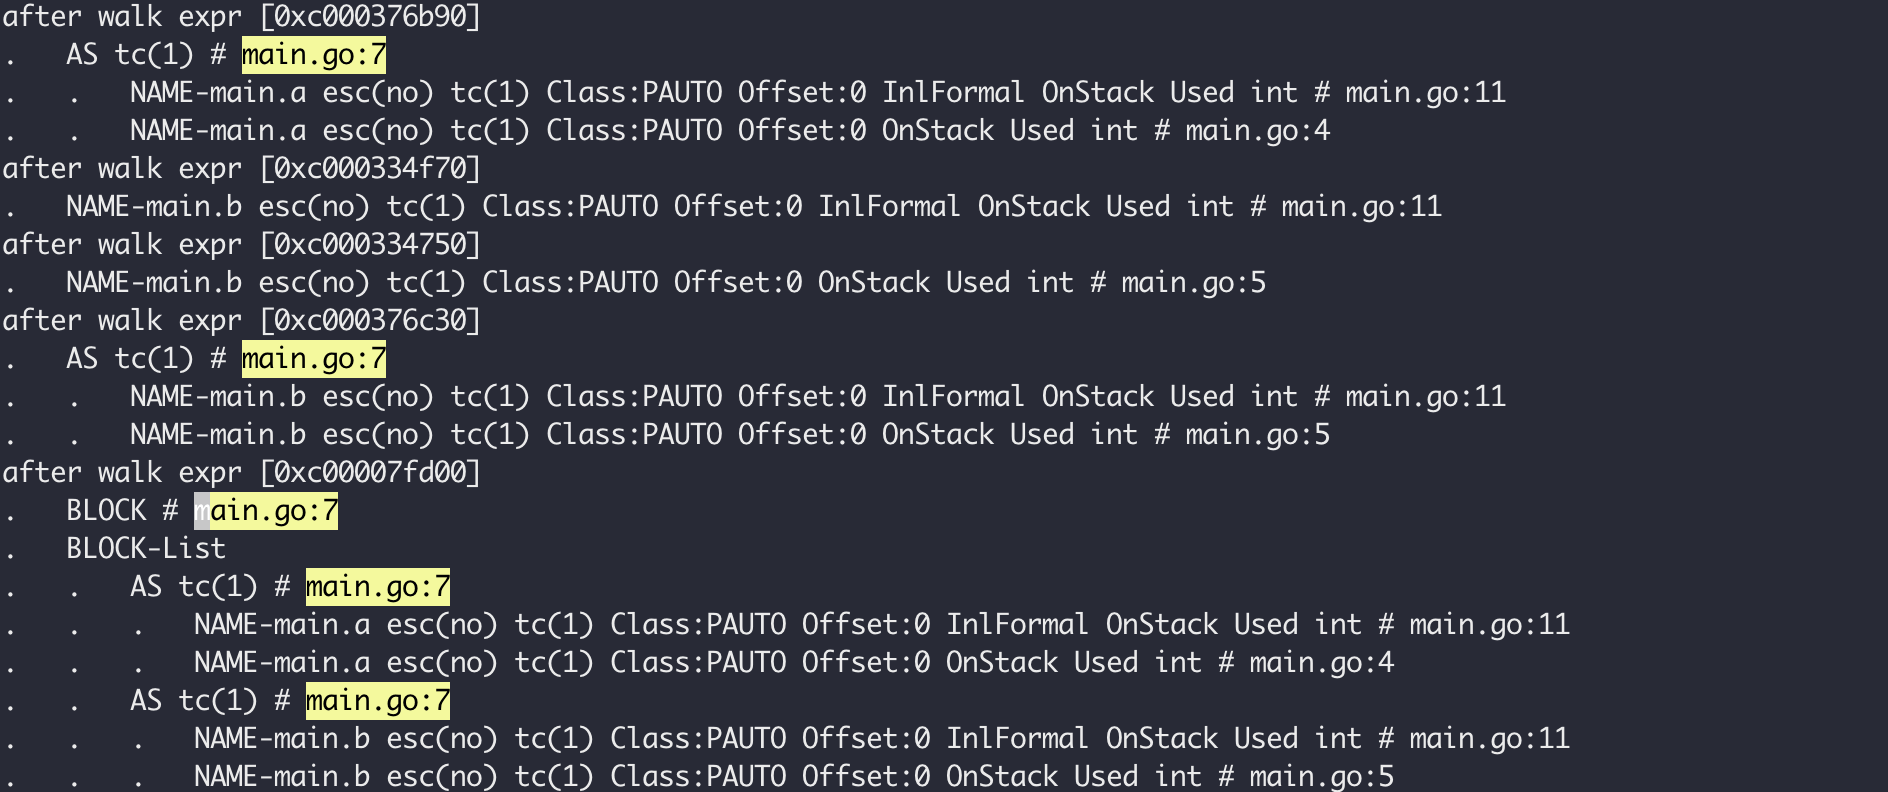 after walk expr [0xc000376b90]
.   AS tc(1) # main.go:7
.   .   NAME-main.a esc(no) tc(1) Class:PAUTO Offset:0 InlFormal OnStack Used int # main.go:11
.   .   NAME-main.a esc(no) tc(1) Class:PAUTO Offset:0 OnStack Used int # main.go:4
after walk expr [0xc000334f70]
.   NAME-main.b esc(no) tc(1) Class:PAUTO Offset:0 InlFormal OnStack Used int # main.go:11
after walk expr [0xc000334750]
.   NAME-main.b esc(no) tc(1) Class:PAUTO Offset:0 OnStack Used int # main.go:5
after walk expr [0xc000376c30]
.   AS tc(1) # main.go:7
.   .   NAME-main.b esc(no) tc(1) Class:PAUTO Offset:0 InlFormal OnStack Used int # main.go:11
.   .   NAME-main.b esc(no) tc(1) Class:PAUTO Offset:0 OnStack Used int # main.go:5
after walk expr [0xc00007fd00]
.   BLOCK # main.go:7
.   BLOCK-List
.   .   AS tc(1) # main.go:7
.   .   .   NAME-main.a esc(no) tc(1) Class:PAUTO Offset:0 InlFormal OnStack Used int # main.go:11
.   .   .   NAME-main.a esc(no) tc(1) Class:PAUTO Offset:0 OnStack Used int # main.go:4
.   .   AS tc(1) # main.go:7
.   .   .   NAME-main.b esc(no) tc(1) Class:PAUTO Offset:0 InlFormal OnStack Used int # main.go:11
.   .   .   NAME-main.b esc(no) tc(1) Class:PAUTO Offset:0 OnStack Used int # main.go:5